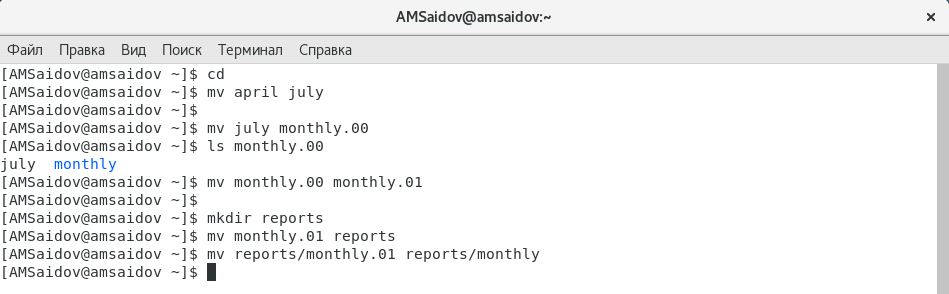 AMSaidov@amsaidov:~
Файл Правка Вид Поиск Терминал Справка
[AMSaidov@amsaidov ~]$ cd
[AMSaidov@amsaidov ~]$ mv april july
[AMSaidov@amsaidov ~]$
[AMSaidov@amsaidov ~]$ mv july monthly.00
[AMSaidov@amsaidov ~]$ ls monthly.00
july  monthly
[AMSaidov@amsaidov ~]$ mv monthly.00 monthly.01
[AMSaidov@amsaidov ~]$
[AMSaidov@amsaidov ~]$ mkdir reports
[AMSaidov@amsaidov ~]$ mv monthly.01 reports
[AMSaidov@amsaidov ~]$ mv reports/monthly.01 reports/monthly
[AMSaidov@amsaidov ~]$